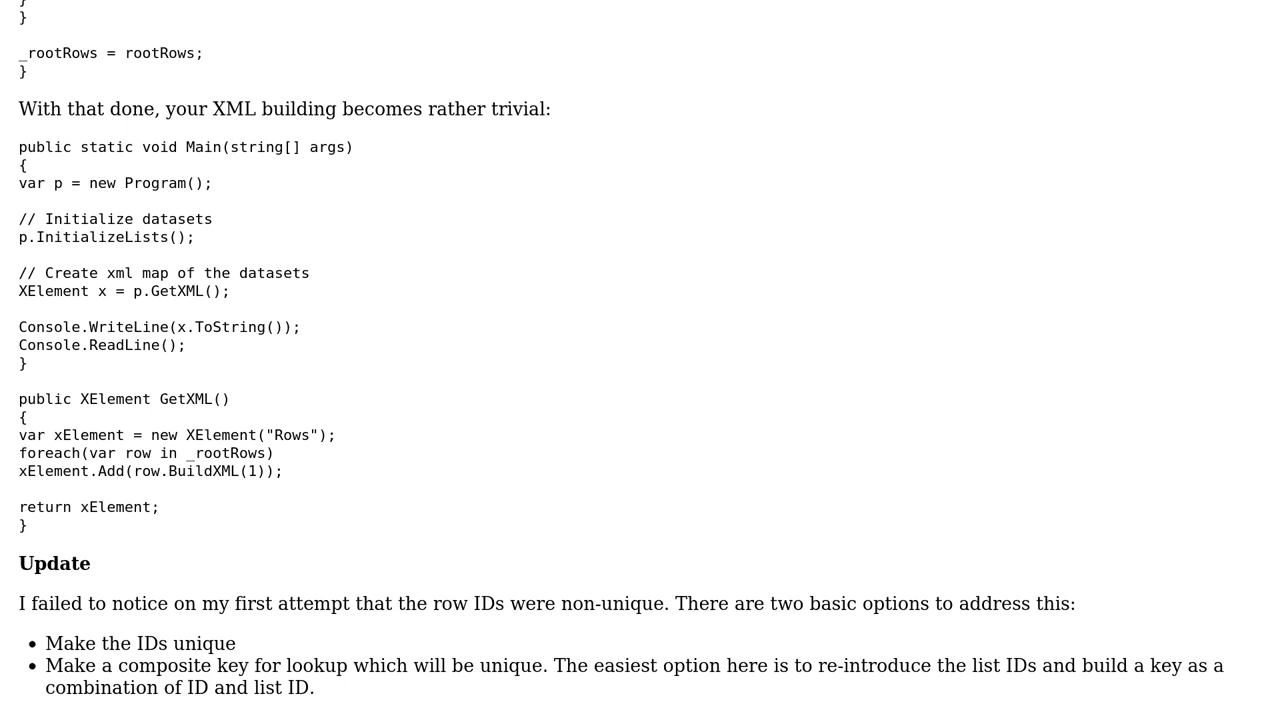 }
}
_rootRows = rootRows;
}
With that done, your XML building becomes rather trivial:
public static void Main(string[] args)
{
var p = new Program();
// Initialize datasets
p.InitializeLists();
// Create xml map of the datasets
XElement x = p.GetXML();
Console.WriteLine(x.ToString());
Console.ReadLine();
}
public XElement GetXML()
{
var xElement = new XElement("Rows");
foreach(var row in _rootRows)
xElement.Add(row.BuildXML(1));
return xElement;
}
Update
I failed to notice on my first attempt that the row IDs were non-unique. There are two basic options to address this:
• Make the IDs unique
• Make a composite key for lookup which will be unique. The easiest option here is to re-introduce the list IDs and build a key as a
combination of ID and list ID.